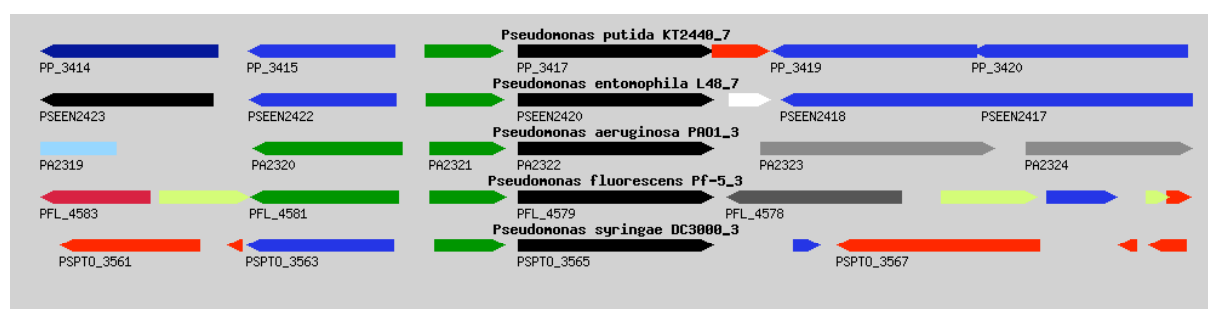 Pseudomonas putida KT2440_7
PP_3414 PP_3415 PP_3417 PP_3419 PP_3420
Pseudomonas entomophila L48_7
PSEEN2423 PSEEN2422 PSEEN2420 PSEEN2418 PSEEN2417
Pseudomonas aeruginosa PAO1_3
PA2319 PA2320 PA2321 PA2322 PA2323 PA2324
Pseudomonas fluorescens Pf-5_3
PFL_4583 PFL_4581 PFL_4579 PFL_4578
Pseudomonas syringae DC3000_3
PSPTO_3561 PSPTO_3563 PSPTO_3565 PSPTO_3567